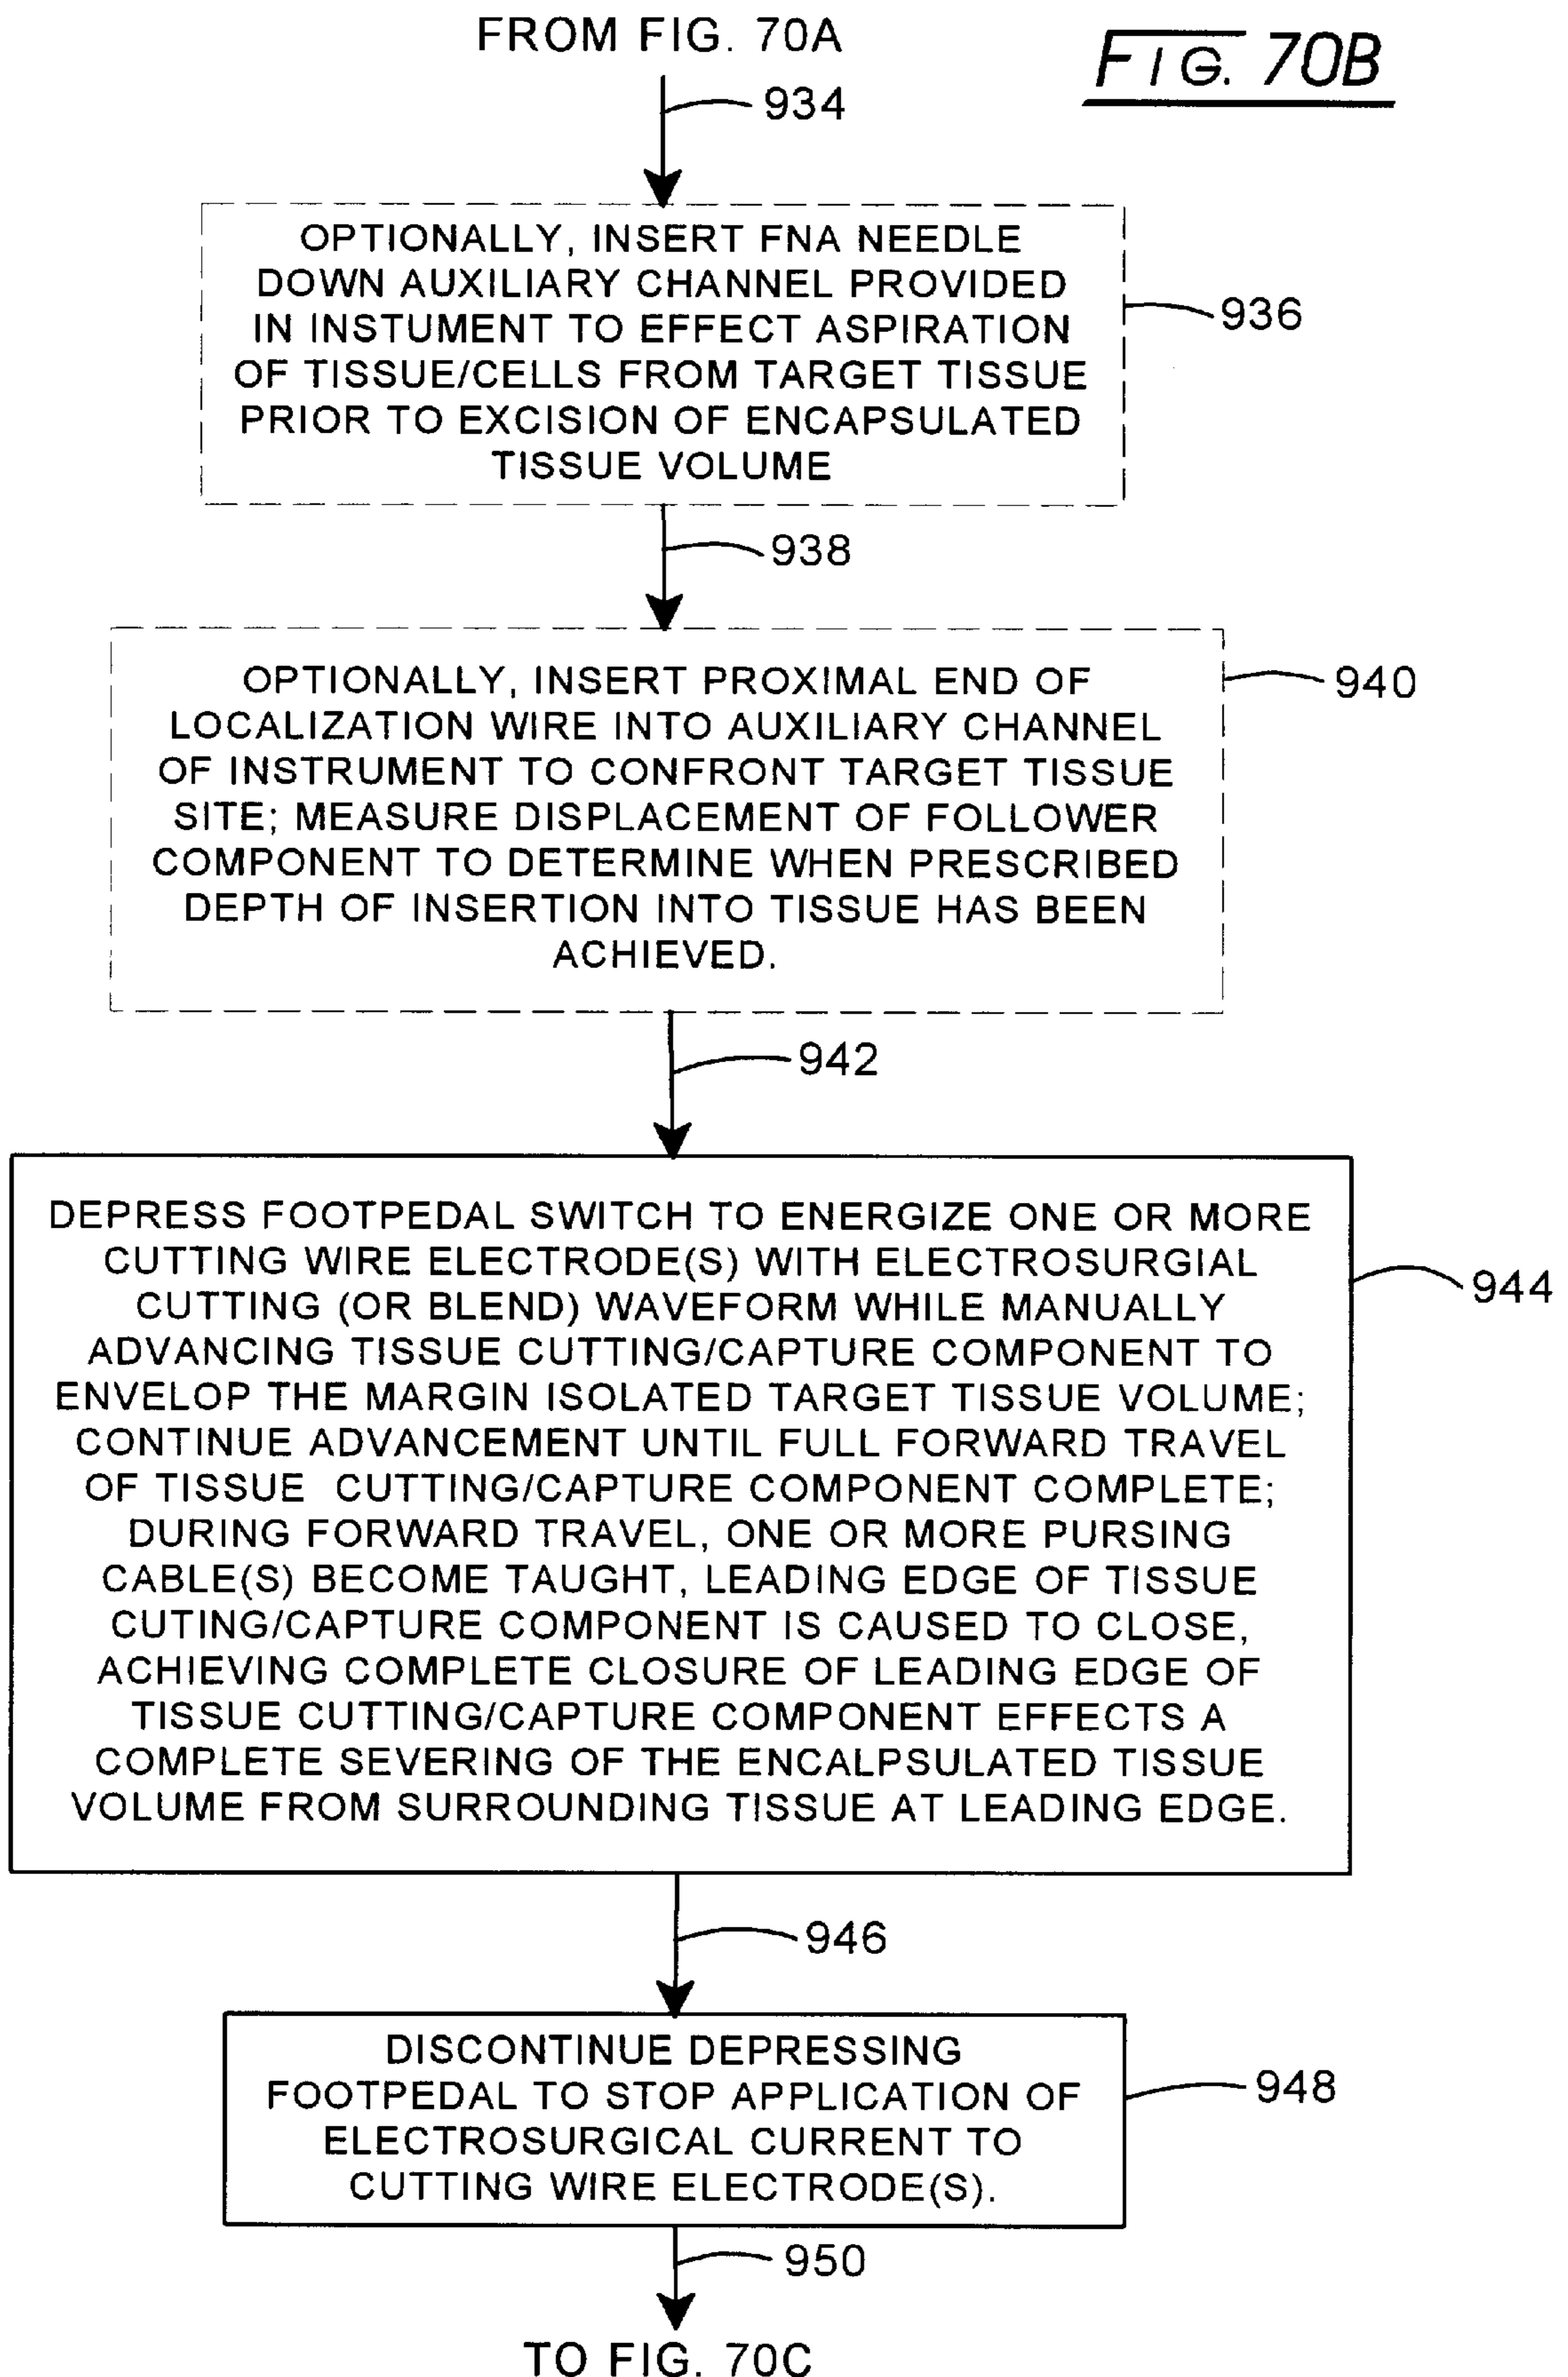 FROM FIG. 70A
FIG. 70B
934
OPTIONALLY, INSERT FNA NEEDLE
DOWN AUXILIARY CHANNEL PROVIDED
IN INSTUMENT TO EFFECT ASPIRATION
OF TISSUE/CELLS FROM TARGET TISSUE
PRIOR TO EXCISION OF ENCAPSULATED
TISSUE VOLUME
936
938
OPTIONALLY, INSERT PROXIMAL END OF
LOCALIZATION WIRE INTO AUXILIARY CHANNEL
OF INSTRUMENT TO CONFRONT TARGET TISSUE
SITE; MEASURE DISPLACEMENT OF FOLLOWER
COMPONENT TO DETERMINE WHEN PRESCRIBED
DEPTH OF INSERTION INTO TISSUE HAS BEEN
ACHIEVED.
940
942
DEPRESS FOOTPEDAL SWITCH TO ENERGIZE ONE OR MORE
CUTTING WIRE ELECTRODE(S) WITH ELECTROSURGIAL
CUTTING (OR BLEND) WAVEFORM WHILE MANUALLY
ADVANCING TISSUE CUTTING/CAPTURE COMPONENT TO
ENVELOP THE MARGIN ISOLATED TARGET TISSUE VOLUME;
CONTINUE ADVANCEMENT UNTIL FULL FORWARD TRAVEL
OF TISSUE CUTTING/CAPTURE COMPONENT COMPLETE;
DURING FORWARD TRAVEL, ONE OR MORE PURSING
CABLE(S) BECOME TAUGHT, LEADING EDGE OF TISSUE
CUTING/CAPTURE COMPONENT IS CAUSED TO CLOSE,
ACHIEVING COMPLETE CLOSURE OF LEADING EDGE OF
TISSUE CUTTING/CAPTURE COMPONENT EFFECTS A
COMPLETE SEVERING OF THE ENCALPSULATED TISSUE
VOLUME FROM SURROUNDING TISSUE AT LEADING EDGE.
944
946
DISCONTINUE DEPRESSING
FOOTPEDAL TO STOP APPLICATION OF
ELECTROSURGICAL CURRENT TO
CUTTING WIRE ELECTRODE(S).
948
950
TO FIG. 70C